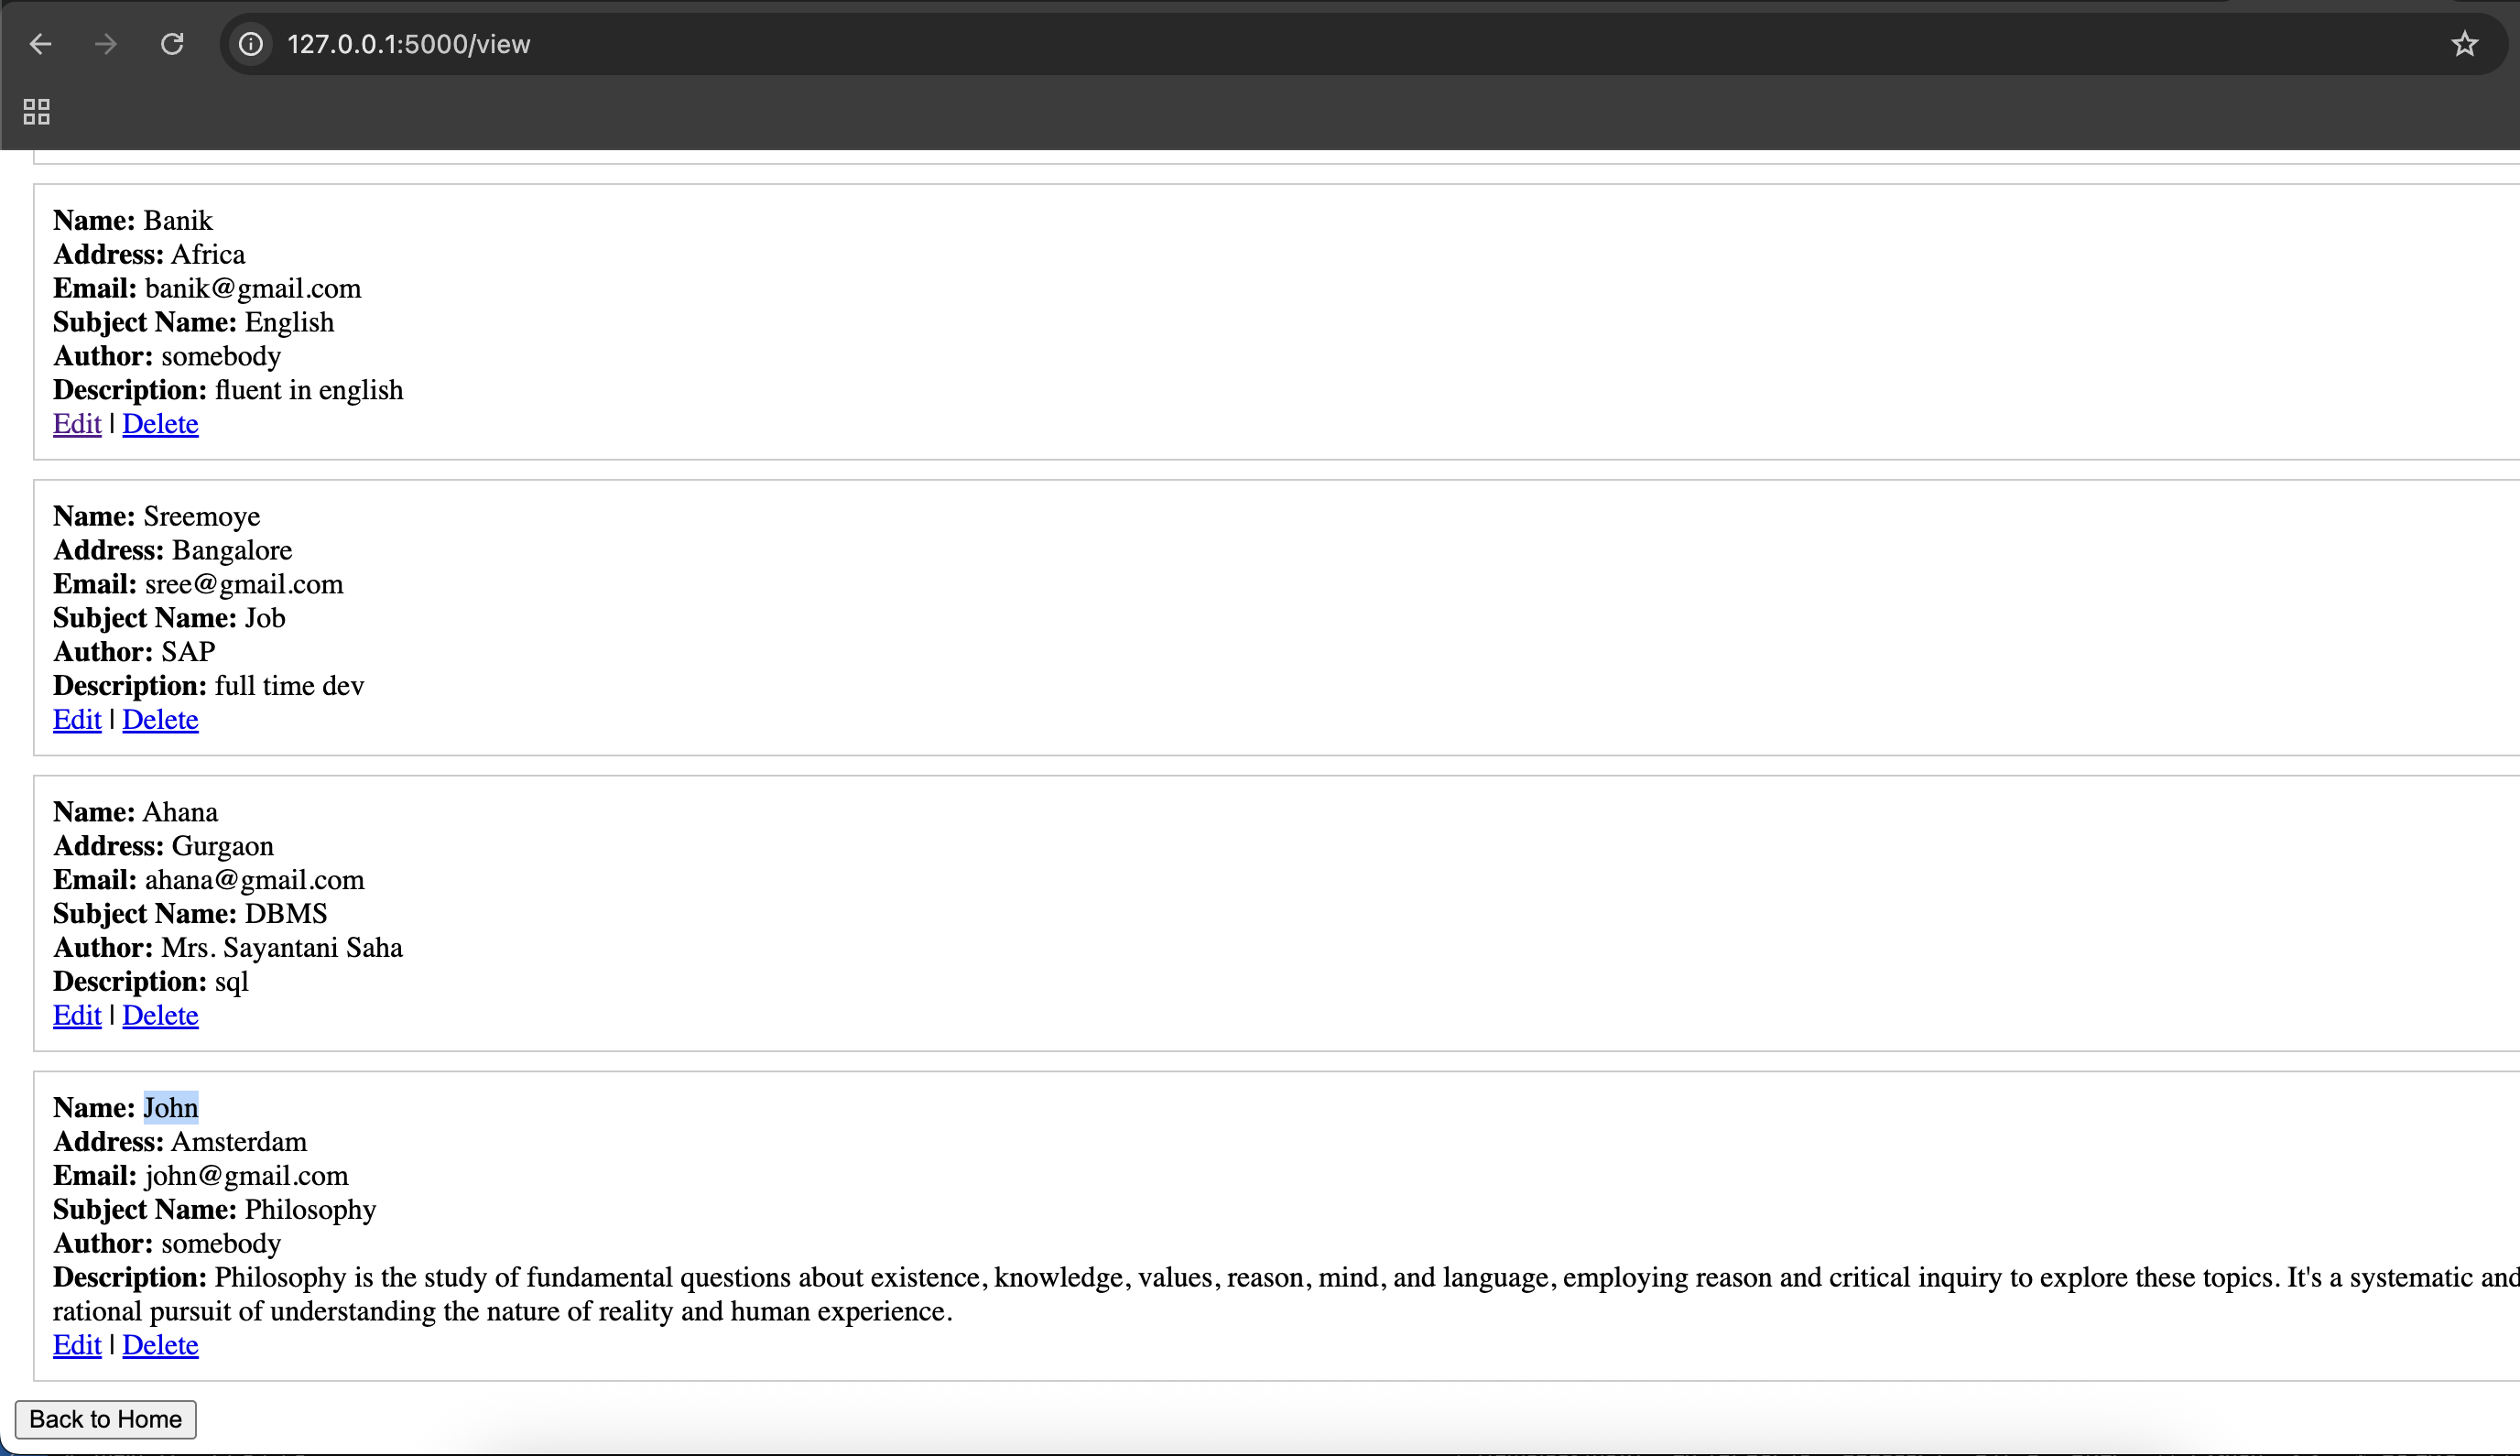 127.0.0.1:5000/view
Name: Banik
Address: Africa
Email: banik@gmail.com
Subject Name: English
Author: somebody
Description: fluent in english
Edit | Delete
Name: Sreemoye
Address: Bangalore
Email: sree@gmail.com
Subject Name: Job
Author: SAP
Description: full time dev
Edit | Delete
Name: Ahana
Address: Gurgaon
Email: ahana@gmail.com
Subject Name: DBMS
Author: Mrs. Sayantani Saha
Description: sql
Edit | Delete
Name: John
Address: Amsterdam
Email: john@gmail.com
Subject Name: Philosophy
Author: somebody
Description: Philosophy is the study of fundamental questions about existence, knowledge, values, reason, mind, and language, employing reason and critical inquiry to explore these topics. It's a systematic and
rational pursuit of understanding the nature of reality and human experience.
Edit | Delete
Back to Home